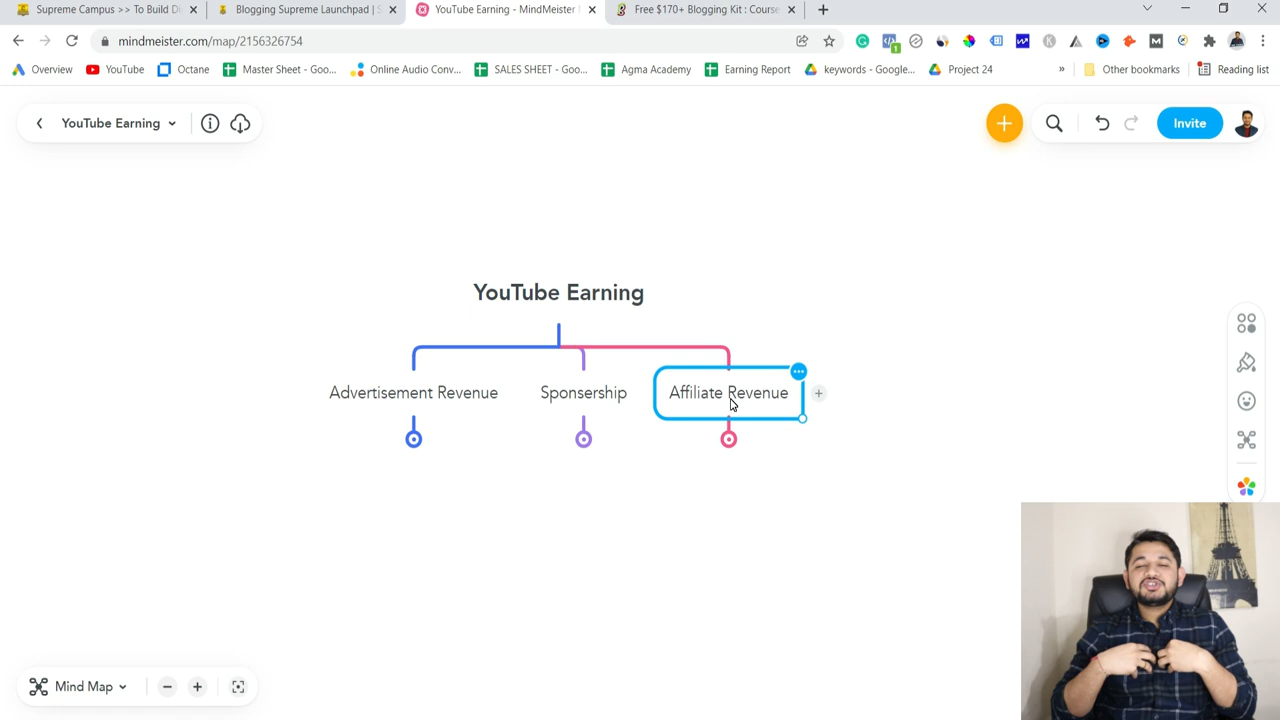 Supreme Campus >> To Build Di
Blogging Supreme Launchpad | S
YouTube Earning - MindMeister
Free $170+ Blogging Kit : Course
mindmeister.com/map/2156326754
Overview
YouTube
Octane
Master Sheet - Goo...
Online Audio Conv...
SALES SHEET - Goo...
Agma Academy
Earning Report
keywords - Google...
Project 24
»
Other bookmarks
Reading list
YouTube Earning
Invite
YouTube Earning
Advertisement Revenue
Sponsership
Affiliate Revenue
Mind Map